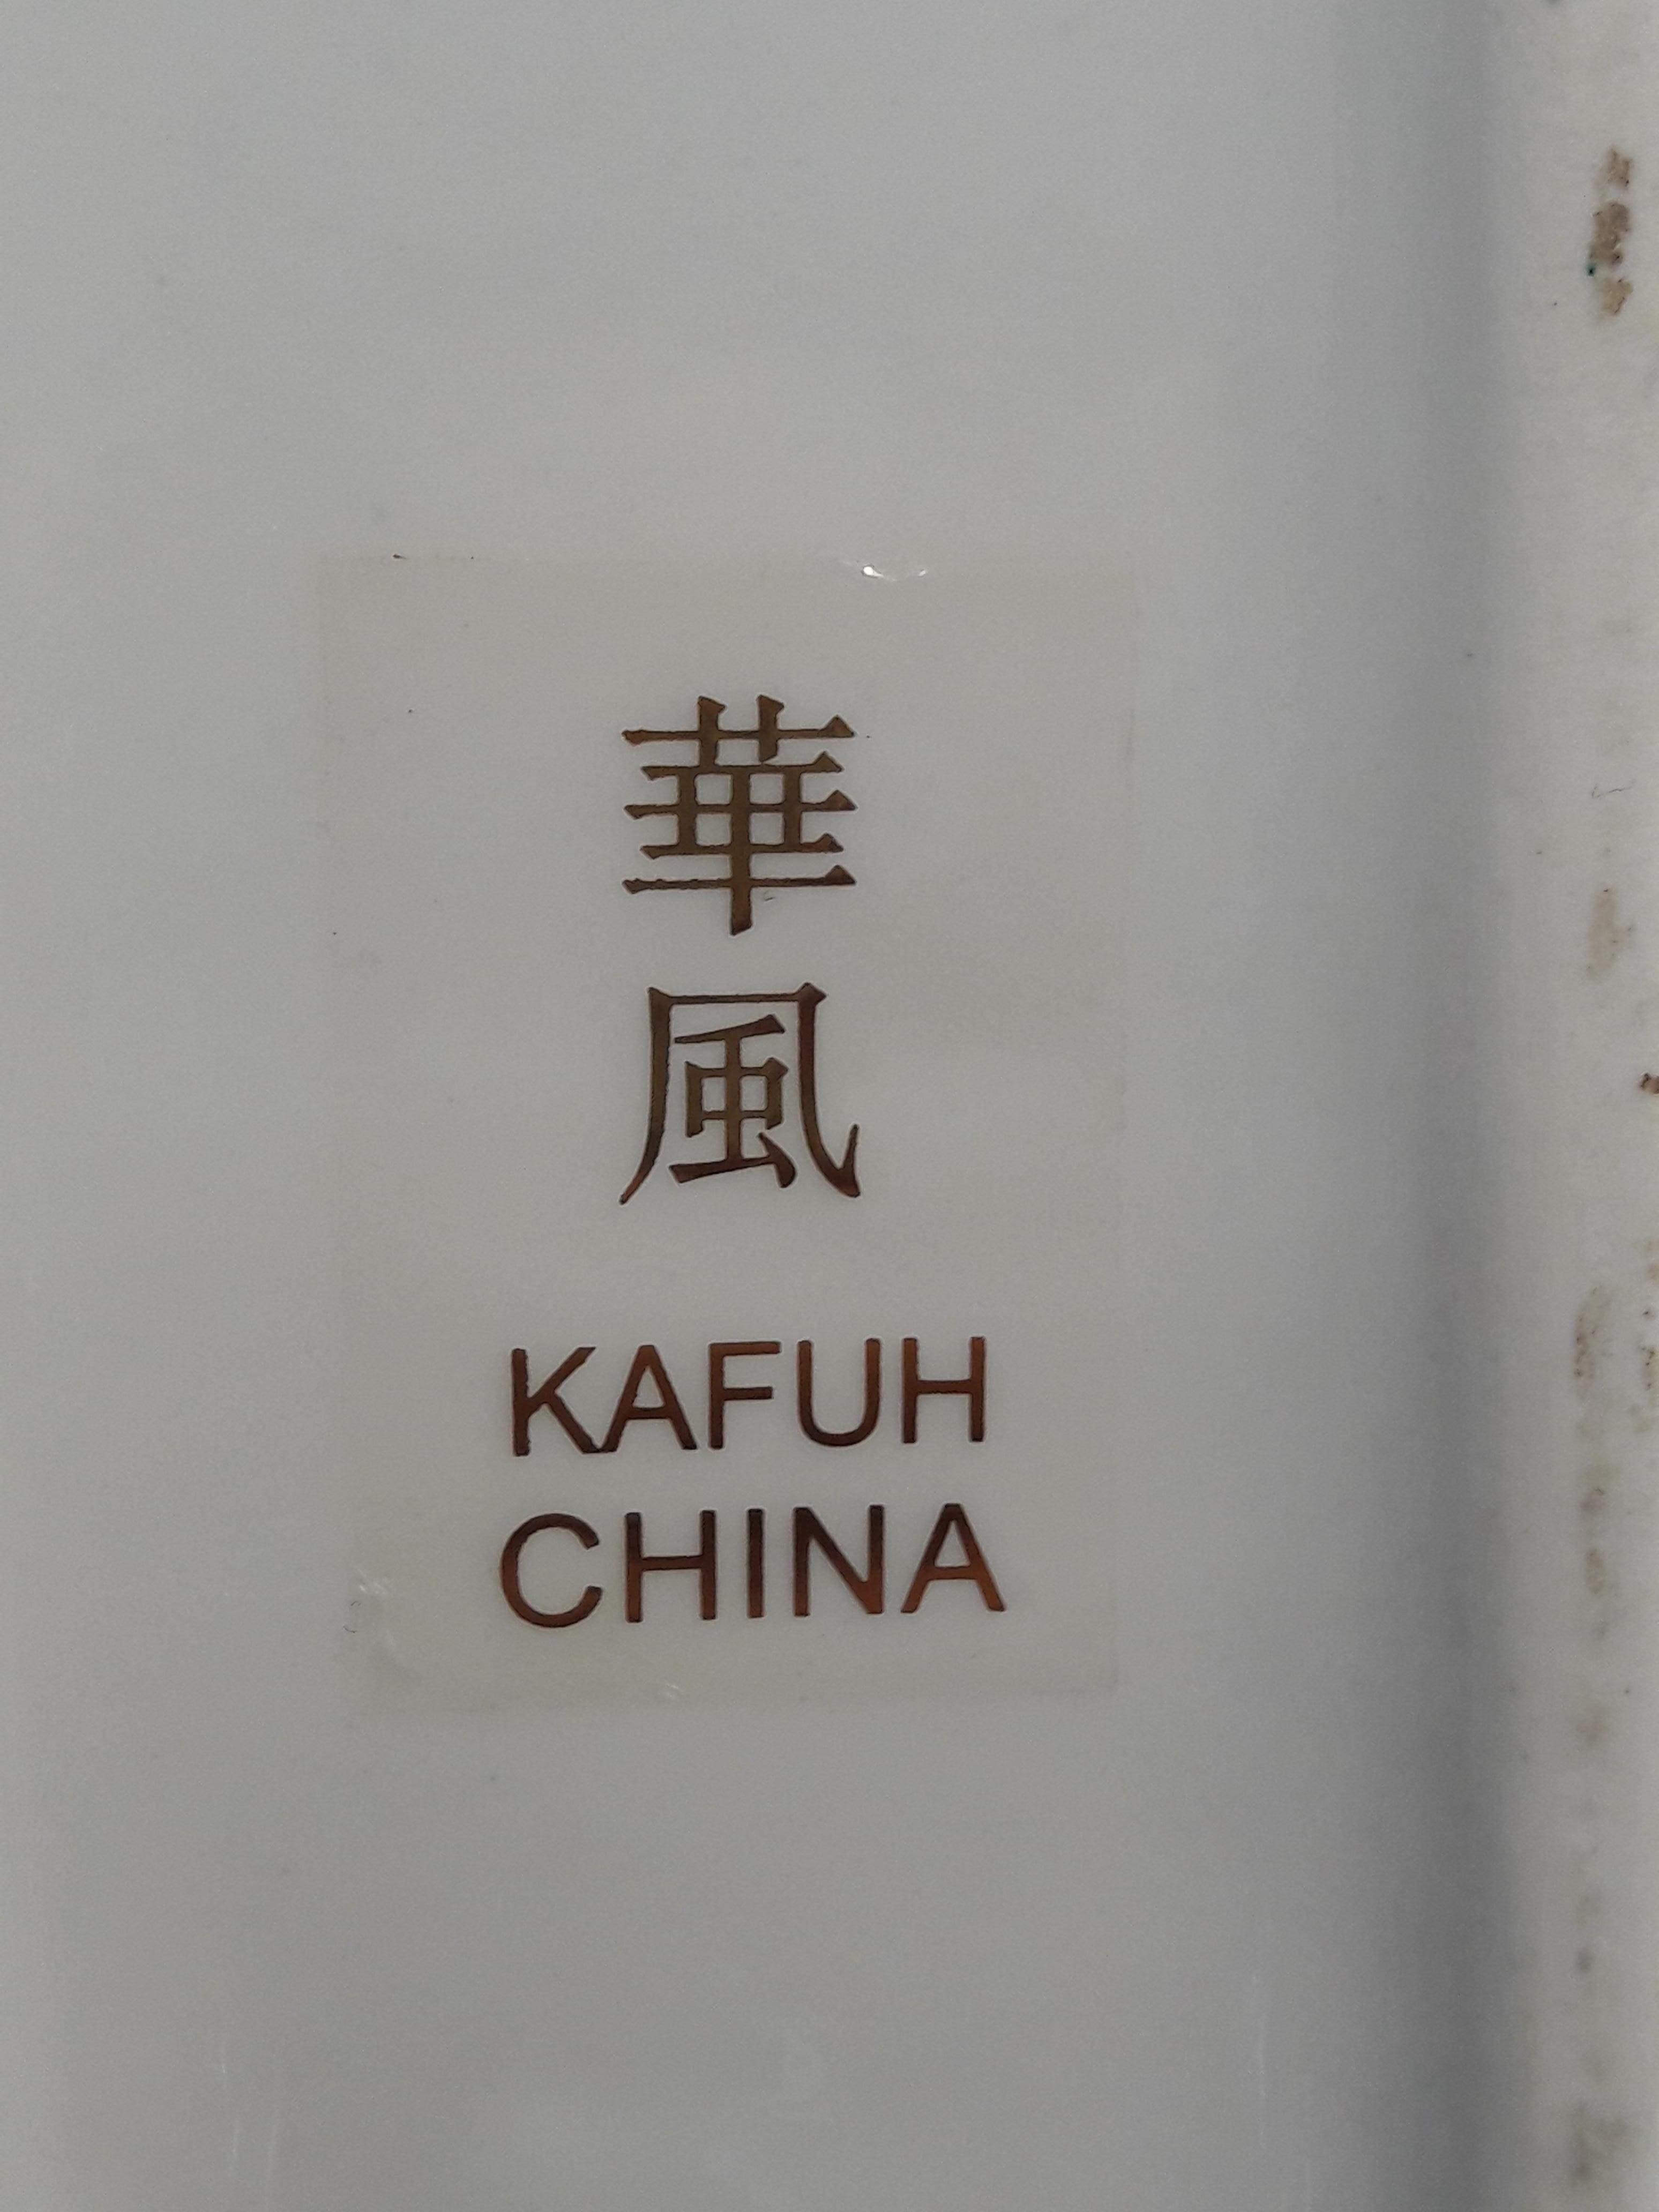 華
風
KAFUH
CHINA